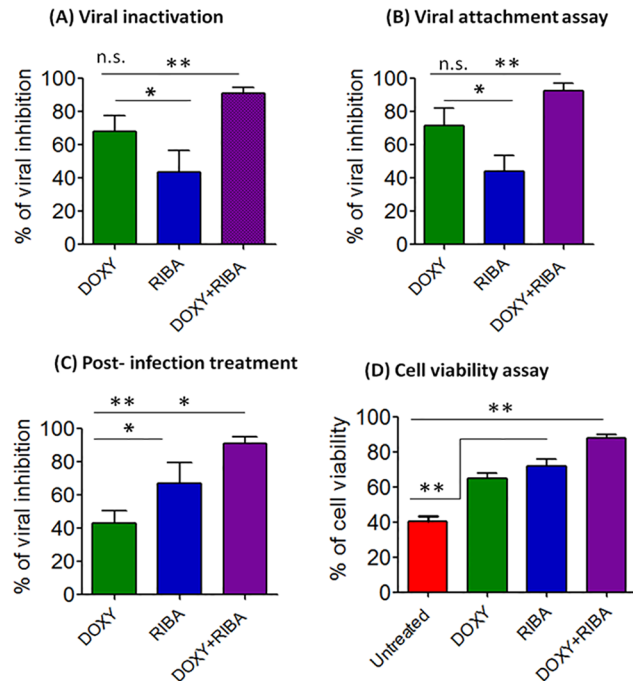 (A) Viral inactivation
n.s.
**
*
% of viral inhibition
100
80
60
40
20
0
DOXY
RIBA
DOXY+RIBA
(B) Viral attachment assay
n.s.
**
*
% of viral inhibition
100
80
60
40
20
0
DOXY
RIBA
DOXY+RIBA
(C) Post- infection treatment
** *
*
% of viral inhibition
100
80
60
40
20
0
DOXY
RIBA
DOXY+RIBA
(D) Cell viability assay
**
**
% of cell viability
100
80
60
40
20
0
Untreated
DOXY
RIBA
DOXY+RIBA